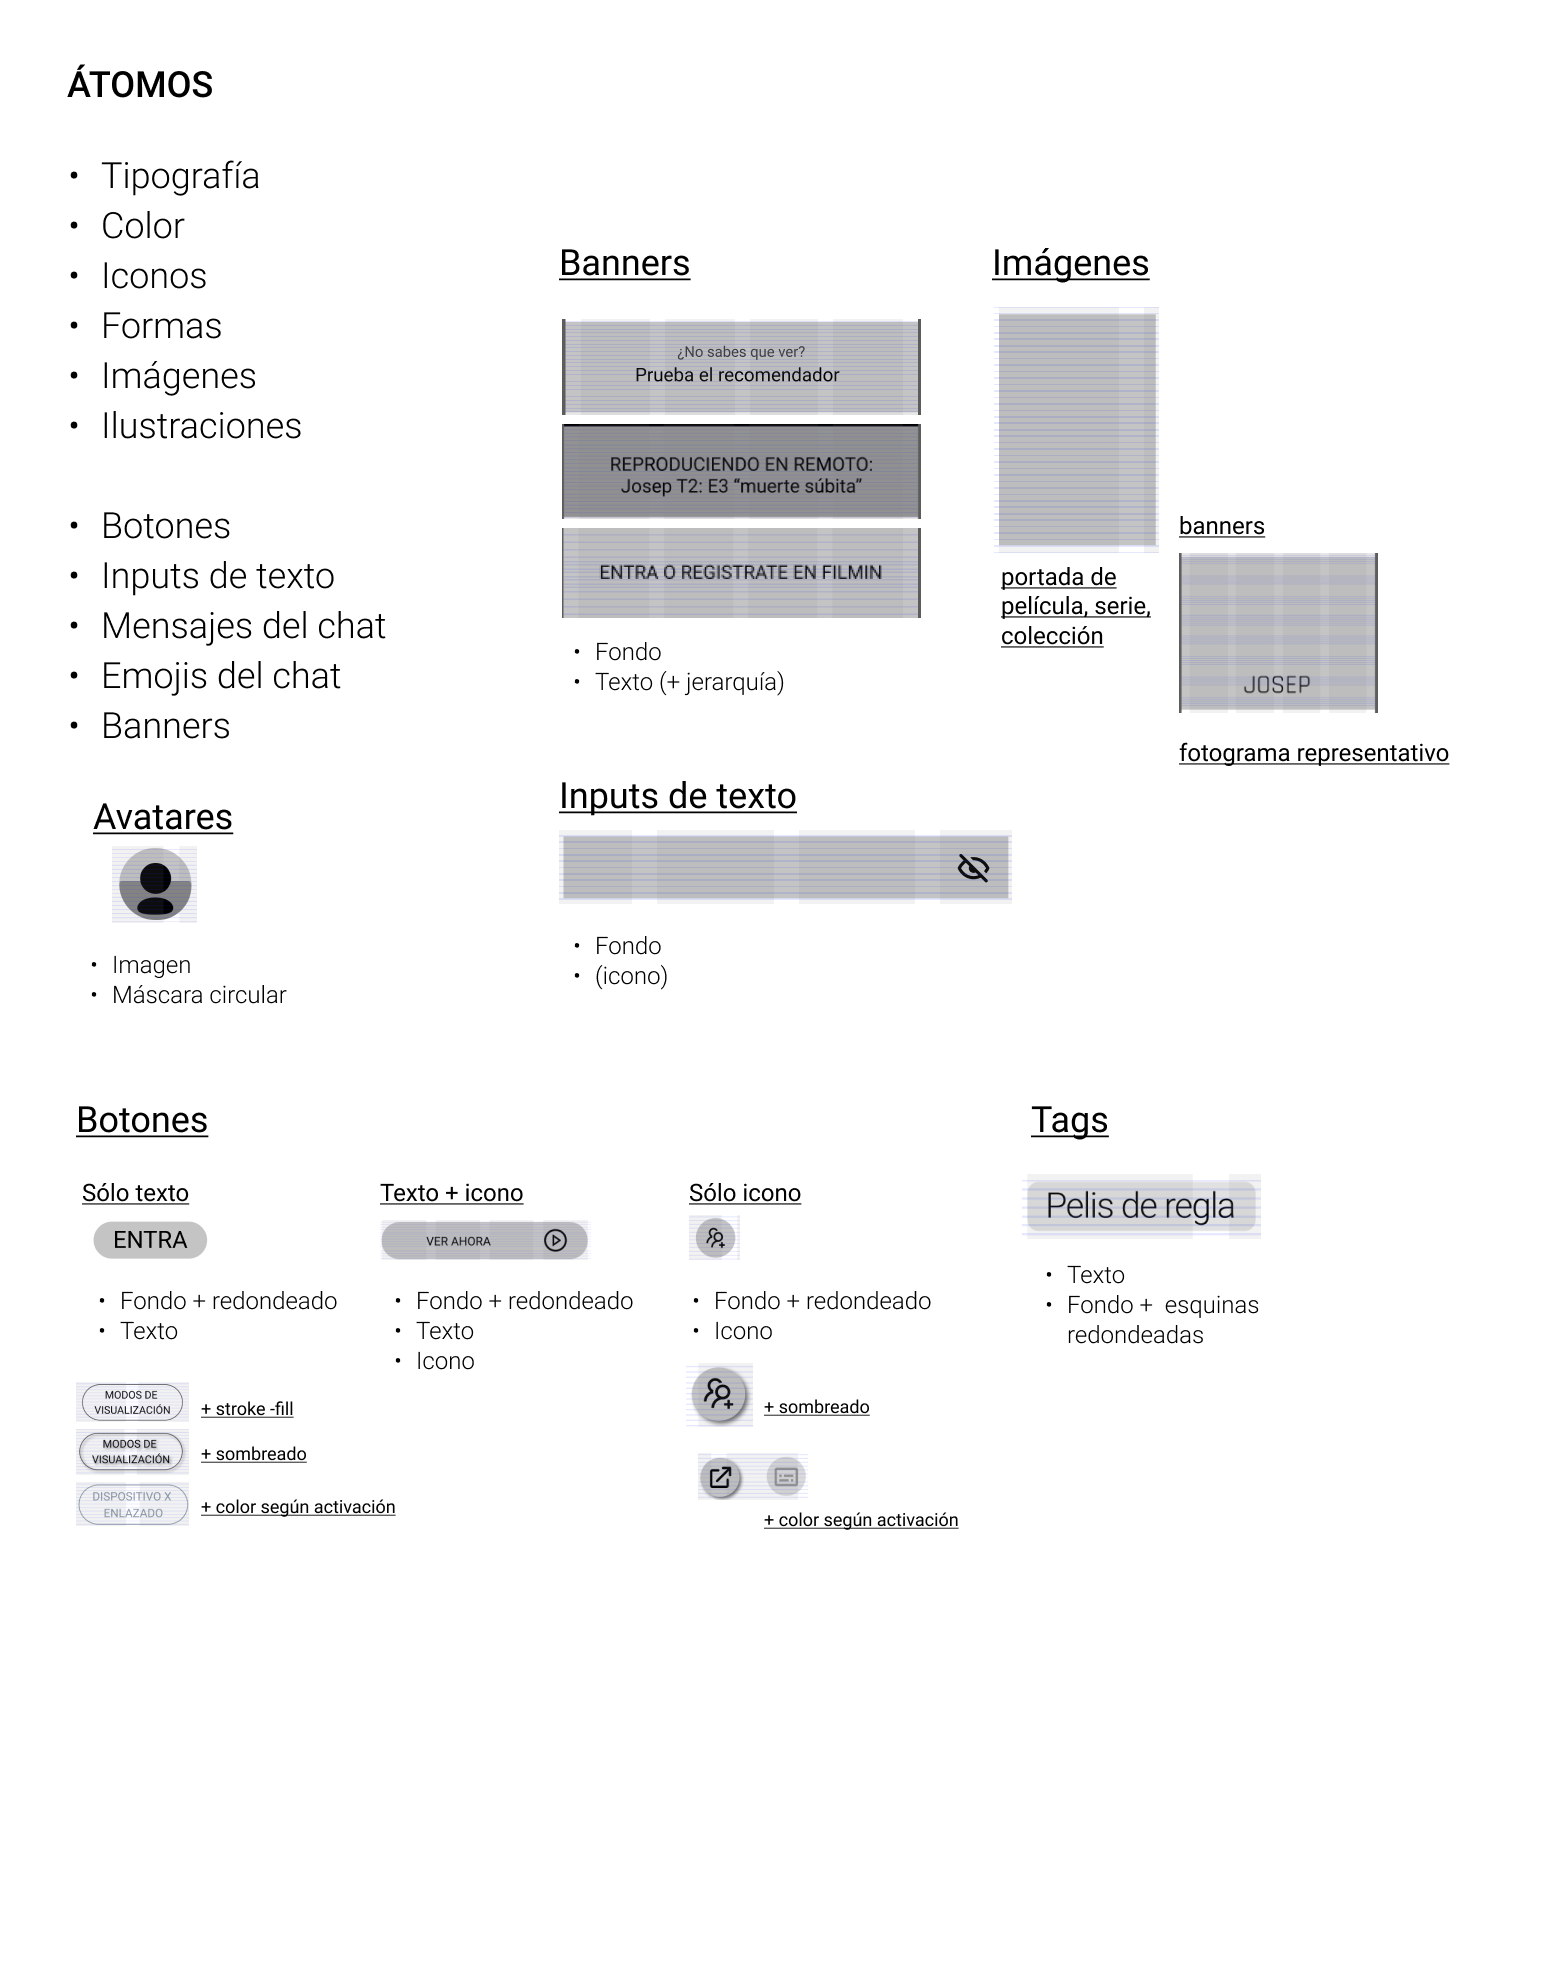 ÁTOMOS
• Tipografía
• Color
• Iconos
• Formas
• Imágenes
• Ilustraciones
• Botones
• Inputs de texto
• Mensajes del chat
• Emojis del chat
• Banners
Avatares
• Imagen
• Máscara circular
Banners
¿No sabes que ver?
Prueba el recomendador
REPRODUCIENDO EN REMOTO:
Josep T2: E3 “muerte súbita”
ENTRA O REGISTRATE EN FILMIN
• Fondo
• Texto (+ jerarquía)
Imágenes
portada de
película, serie,
colección
banners
JOSEP
fotograma representativo
Inputs de texto
• Fondo
• (icono)
Botones
Sólo texto
ENTRA
• Fondo + redondeado
• Texto
MODOS DE
VISUALIZACIÓN
+ stroke -fill
MODOS DE
VISUALIZACIÓN
+ sombreado
DISPOSITIVO X
ENLAZADO
+ color según activación
Texto + icono
VER AHORA
• Fondo + redondeado
• Texto
• Icono
Sólo icono
• Fondo + redondeado
• Icono
+ sombreado
+ color según activación
Tags
Pelis de regla
• Texto
• Fondo + esquinas
redondeadas